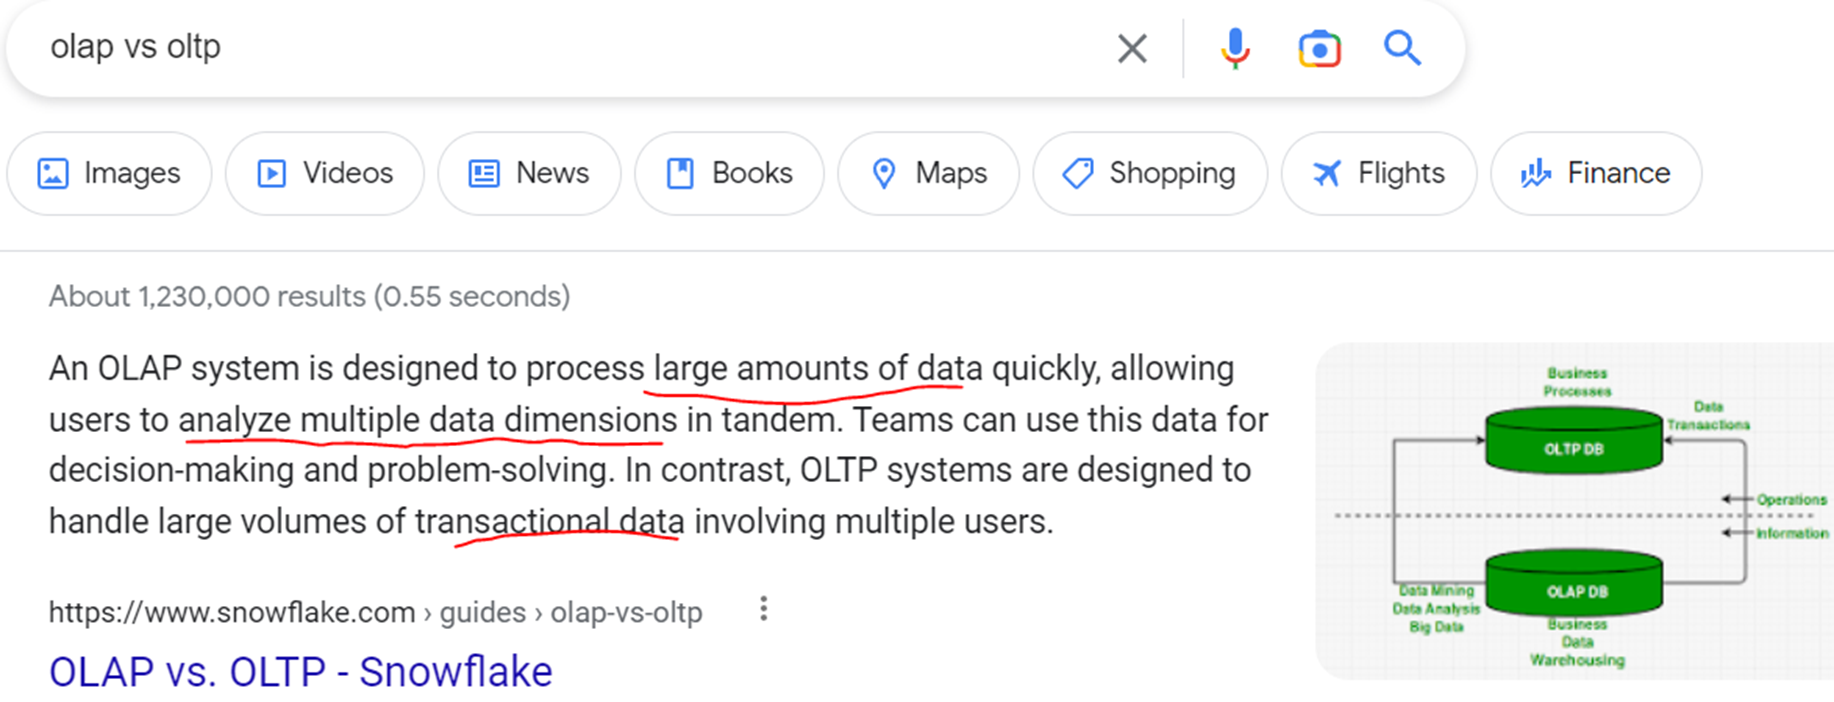 olap vs oltp
Images
Videos
News
Books
Maps
Shopping
Flights
Finance
About 1,230,000 results (0.55 seconds)
An OLAP system is designed to process large amounts of data quickly, allowing
users to analyze multiple data dimensions in tandem. Teams can use this data for
decision-making and problem-solving. In contrast, OLTP systems are designed to
handle large volumes of transactional data involving multiple users.
https://www.snowflake.com › guides › olap-vs-oltp
OLAP vs. OLTP - Snowflake
Business
Processes
Data
Transactions
OLTP DB
Operations
Information
OLAP DB
Data Mining
Data Analysis
Big Data
Business
Data
Warehousing